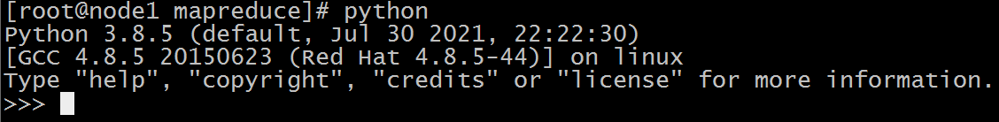 [root@node1 mapreduce]# python
Python 3.8.5 (default, Jul 30 2021, 22:22:30)
[GCC 4.8.5 20150623 (Red Hat 4.8.5-44)] on linux
Type "help", "copyright", "credits" or "license" for more information.
>>>